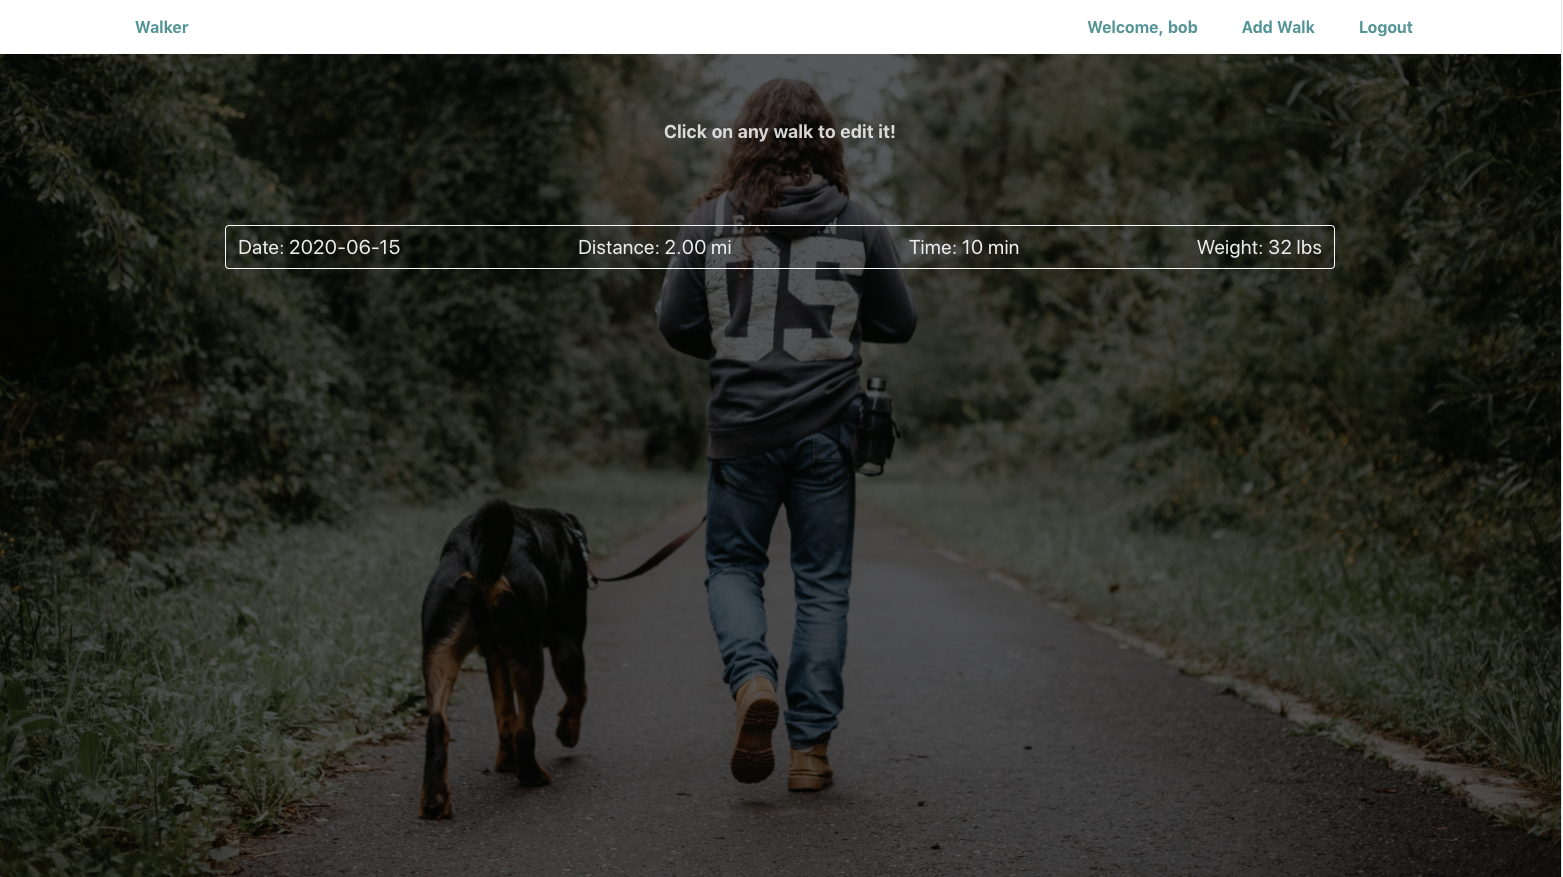 Walker Welcome, bob Add Walk Logout
Click on any walk to edit it!
Date: 2020-06-15 Distance: 2.00 mi Time: 10 min Weight: 32 lbs
05